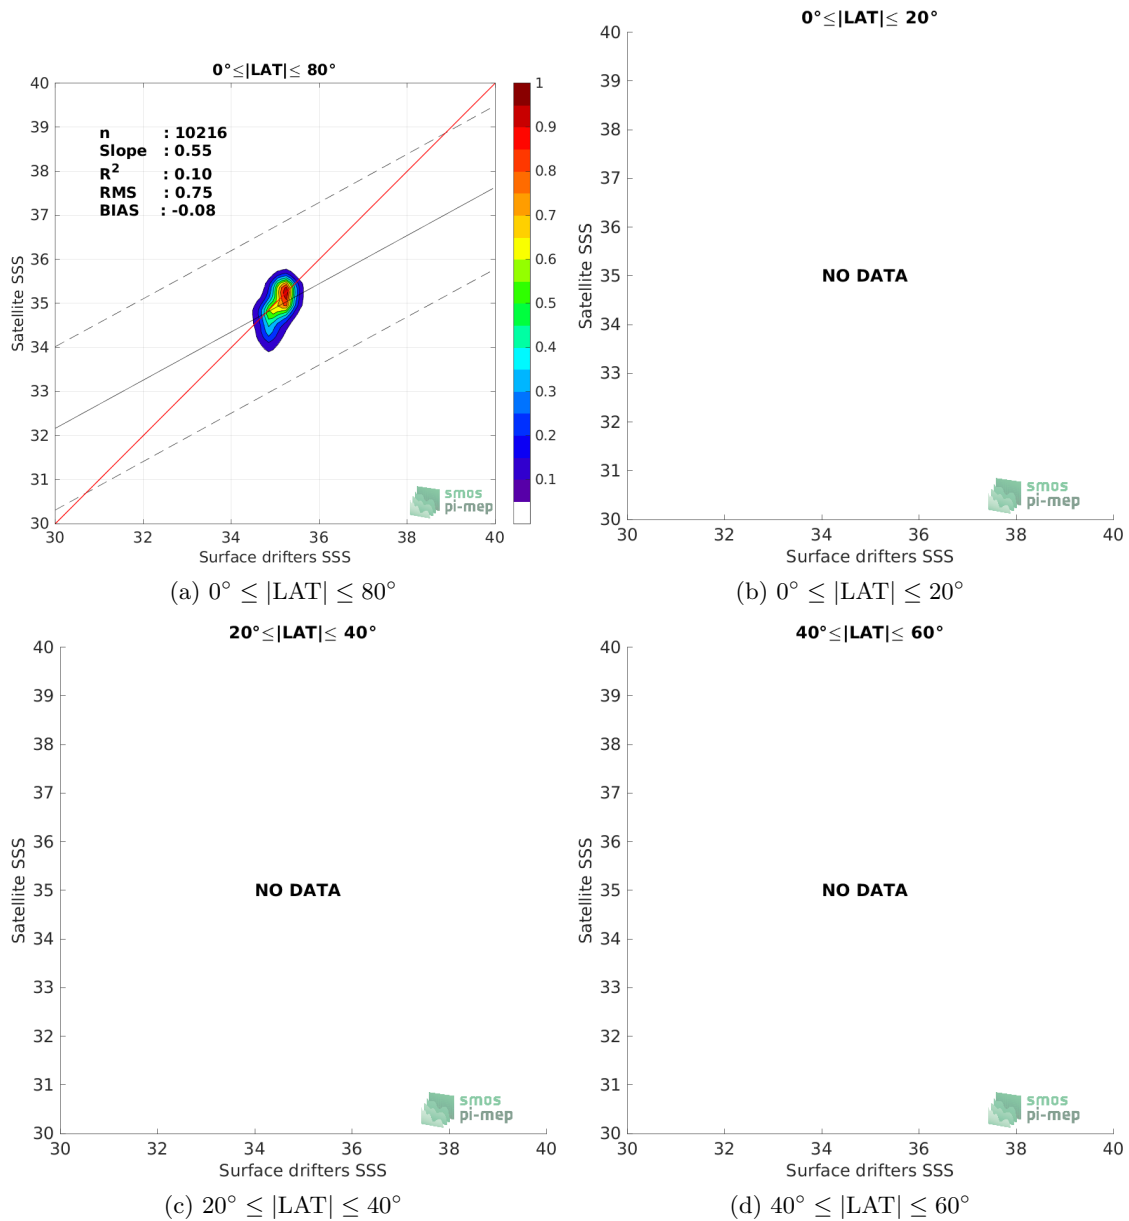 0°≤|LAT|≤ 80°
40
39
38
37
36
35
34
33
32
31
30
Satellite SSS
n : 10216
Slope : 0.55
R² : 0.10
RMS : 0.75
BIAS : -0.08
smos
pi-mep
30 32 34 36 38 40
Surface drifters SSS
1
0.9
0.8
0.7
0.6
0.5
0.4
0.3
0.2
0.1
(a) 0° ≤ |LAT| ≤ 80°
0°≤|LAT|≤ 20°
40
39
38
37
36
35
34
33
32
31
30
Satellite SSS
NO DATA
smos
pi-mep
30 32 34 36 38 40
Surface drifters SSS
(b) 0° ≤ |LAT| ≤ 20°
20°≤|LAT|≤ 40°
40
39
38
37
36
35
34
33
32
31
30
Satellite SSS
NO DATA
smos
pi-mep
30 32 34 36 38 40
Surface drifters SSS
(c) 20° ≤ |LAT| ≤ 40°
40°≤|LAT|≤ 60°
40
39
38
37
36
35
34
33
32
31
30
Satellite SSS
NO DATA
smos
pi-mep
30 32 34 36 38 40
Surface drifters SSS
(d) 40° ≤ |LAT| ≤ 60°